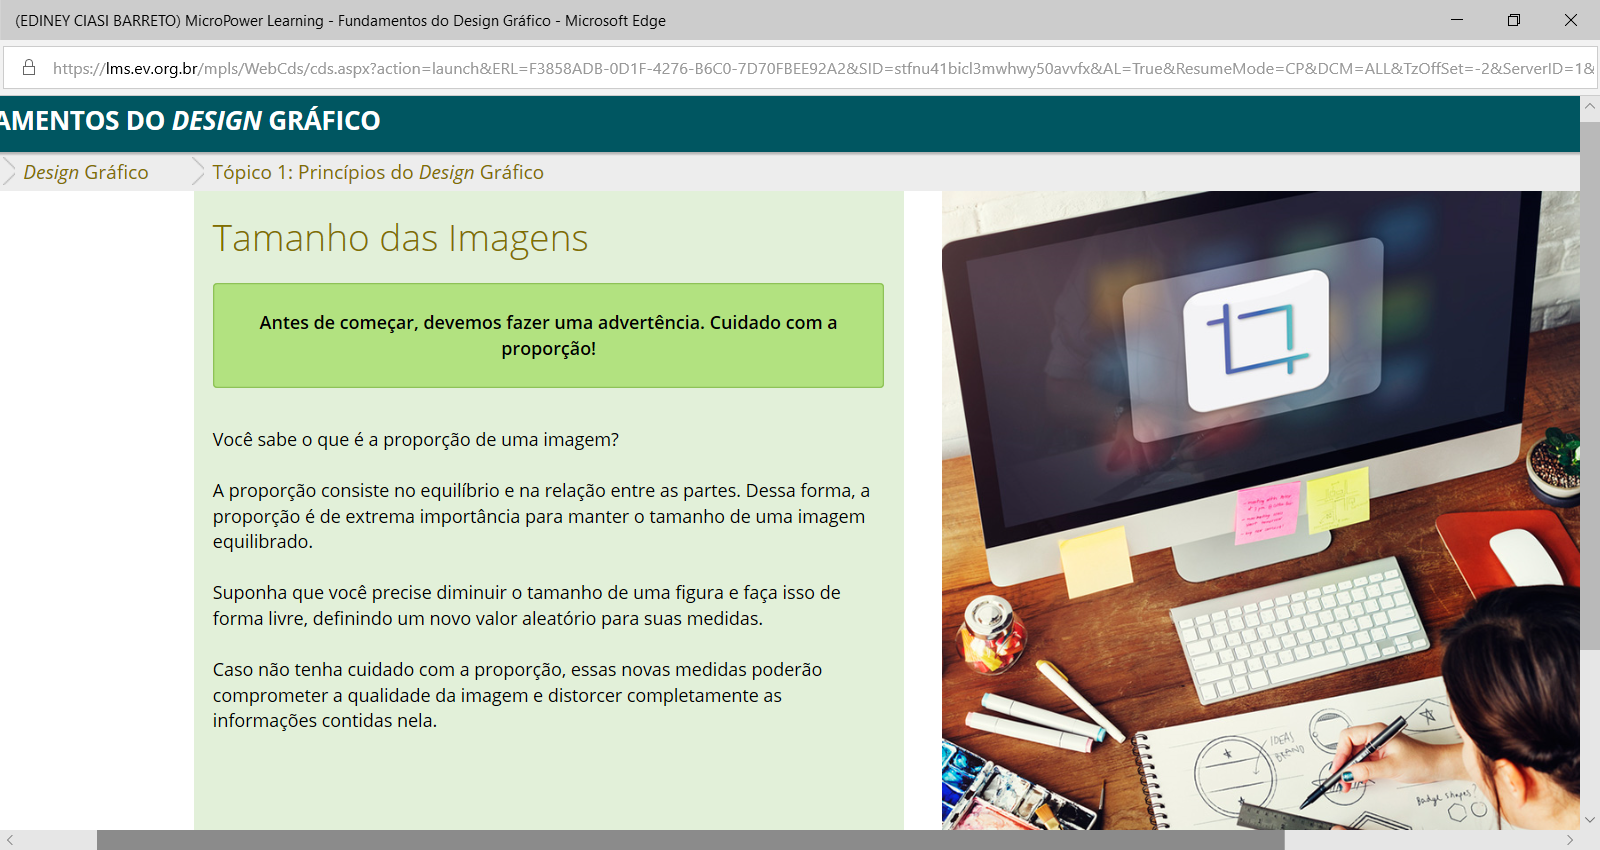 (EDINEY CIASI BARRETO) MicroPower Learning - Fundamentos do Design Gráfico - Microsoft Edge
https://lms.ev.org.br/mpls/WebCds/cds.aspx?action=launch&ERL=F3858ADB-0D1F-4276-B6C0-7D70FBEE92A2&SID=stfnu41bicl3mwhwy50avvfx&AL=True&ResumeMode=CP&DCM=ALL&TzOffSet=-2&ServerID=1&
AMENTOS DO DESIGN GRÁFICO
Design Gráfico
Tópico 1: Princípios do Design Gráfico
Tamanho das Imagens
Antes de começar, devemos fazer uma advertência. Cuidado com a
proporção!
Você sabe o que é a proporção de uma imagem?
A proporção consiste no equilíbrio e na relação entre as partes. Dessa forma, a
proporção é de extrema importância para manter o tamanho de uma imagem
equilibrado.
Suponha que você precise diminuir o tamanho de uma figura e faça isso de
forma livre, definindo um novo valor aleatório para suas medidas.
Caso não tenha cuidado com a proporção, essas novas medidas poderão
comprometer a qualidade da imagem e distorcer completamente as
informações contidas nela.
IDEAS
BRAND
Badge shapes?